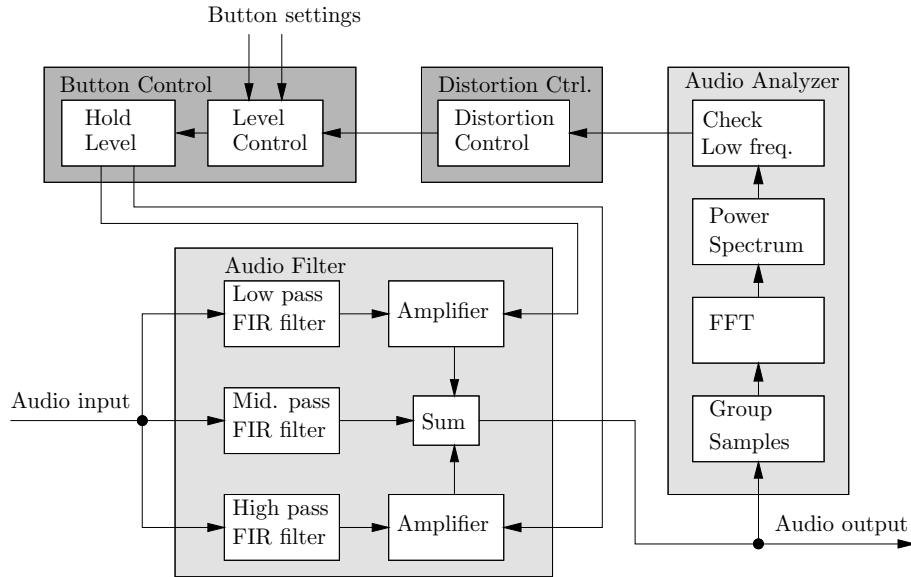 Button settings
Button Control
Hold
Level
Level
Control
Distortion Ctrl.
Distortion
Control
Audio Analyzer
Check
Low freq.
Power
Spectrum
FFT
Group
Samples
Audio Filter
Low pass
FIR filter
Amplifier
Audio input
Mid. pass
FIR filter
Sum
High pass
FIR filter
Amplifier
Audio output